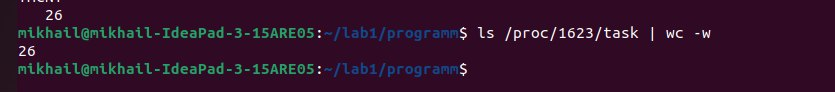 26
mikhail@mikhail-IdeaPad-3-15ARE05:~/lab1/programm$ ls /proc/1623/task | wc -w
26
mikhail@mikhail-IdeaPad-3-15ARE05:~/lab1/programm$